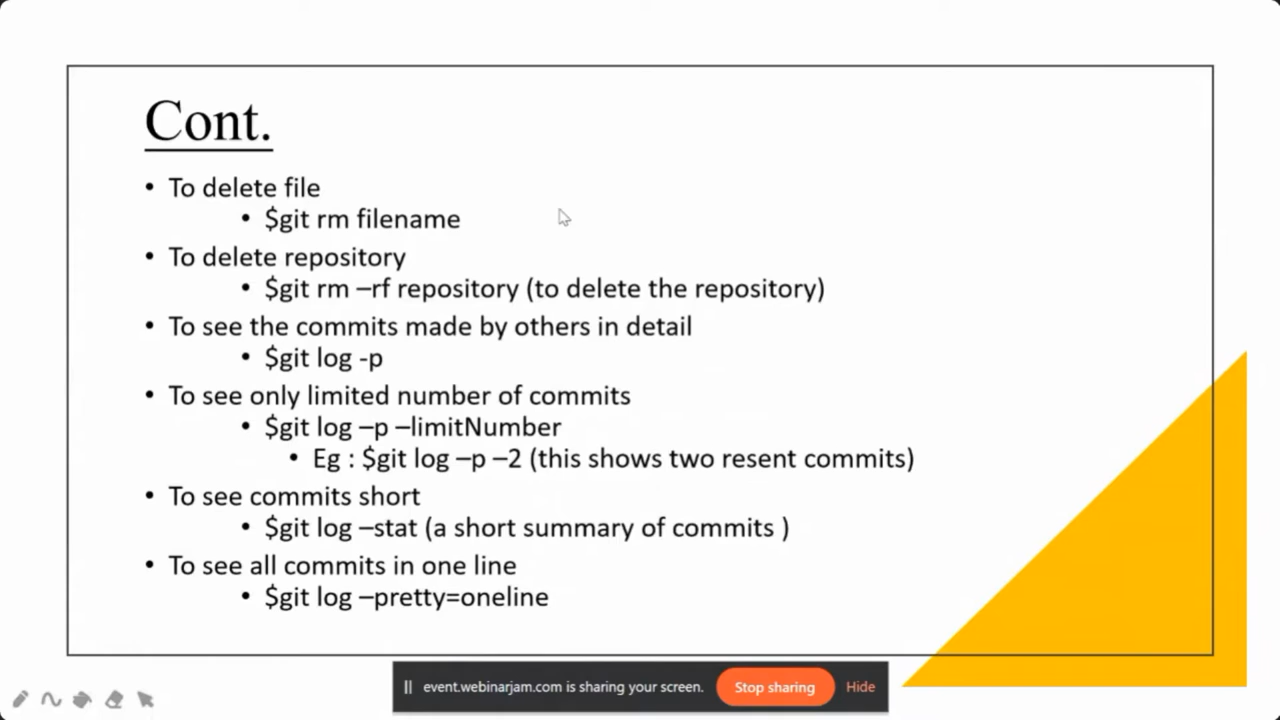 Cont.
• To delete file
• $git rm filename
• To delete repository
• $git rm –rf repository (to delete the repository)
• To see the commits made by others in detail
• $git log -p
• To see only limited number of commits
• $git log –p –limitNumber
• Eg : $git log –p –2 (this shows two resent commits)
• To see commits short
• $git log –stat (a short summary of commits )
• To see all commits in one line
• $git log –pretty=oneline
event.webinarjam.com is sharing your screen. Stop sharing Hide